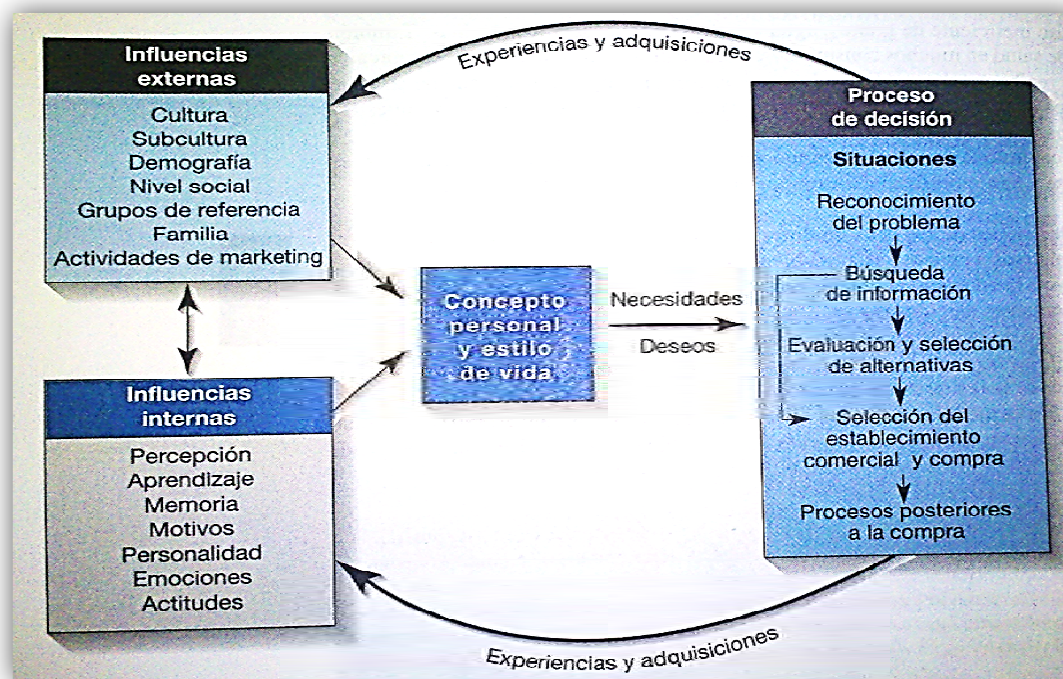 Experiencias y adquisiciones
Influencias
externas
Cultura
Subcultura
Demografía
Nivel social
Grupos de referencia
Familia
Actividades de marketing
Influencias
internas
Percepción
Aprendizaje
Memoria
Motivos
Personalidad
Emociones
Actitudes
Concepto
personal
y estilo
de vida
Necesidades
Deseos
Proceso
de decisión
Situaciones
Reconocimiento
del problema
Búsqueda
de información
Evaluación y selección
de alternativas
Selección del
establecimiento
comercial y compra
Procesos posteriores
a la compra
Experiencias y adquisiciones